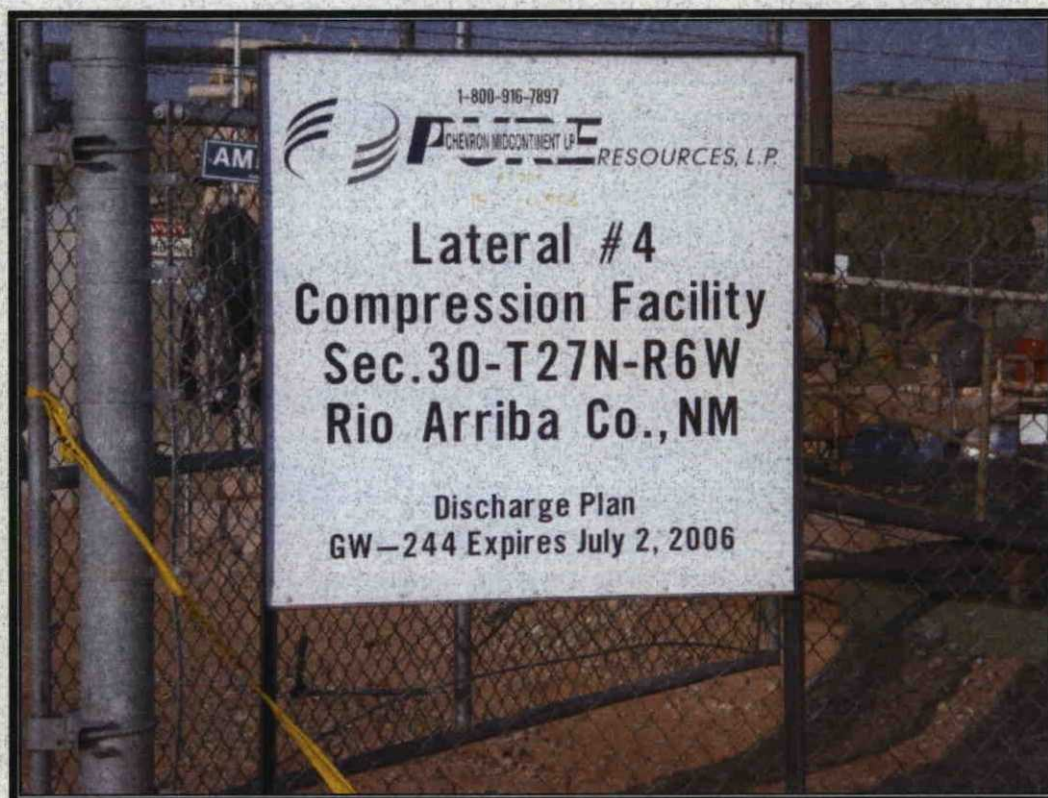 1-800-916-7897
PURE RESOURCES, L.P.
CHEVRON MIDCONTINENT LP
AM
Lateral #4
Compression Facility
Sec.30-T27N-R6W
Rio Arriba Co., NM
Discharge Plan
GW-244 Expires July 2, 2006